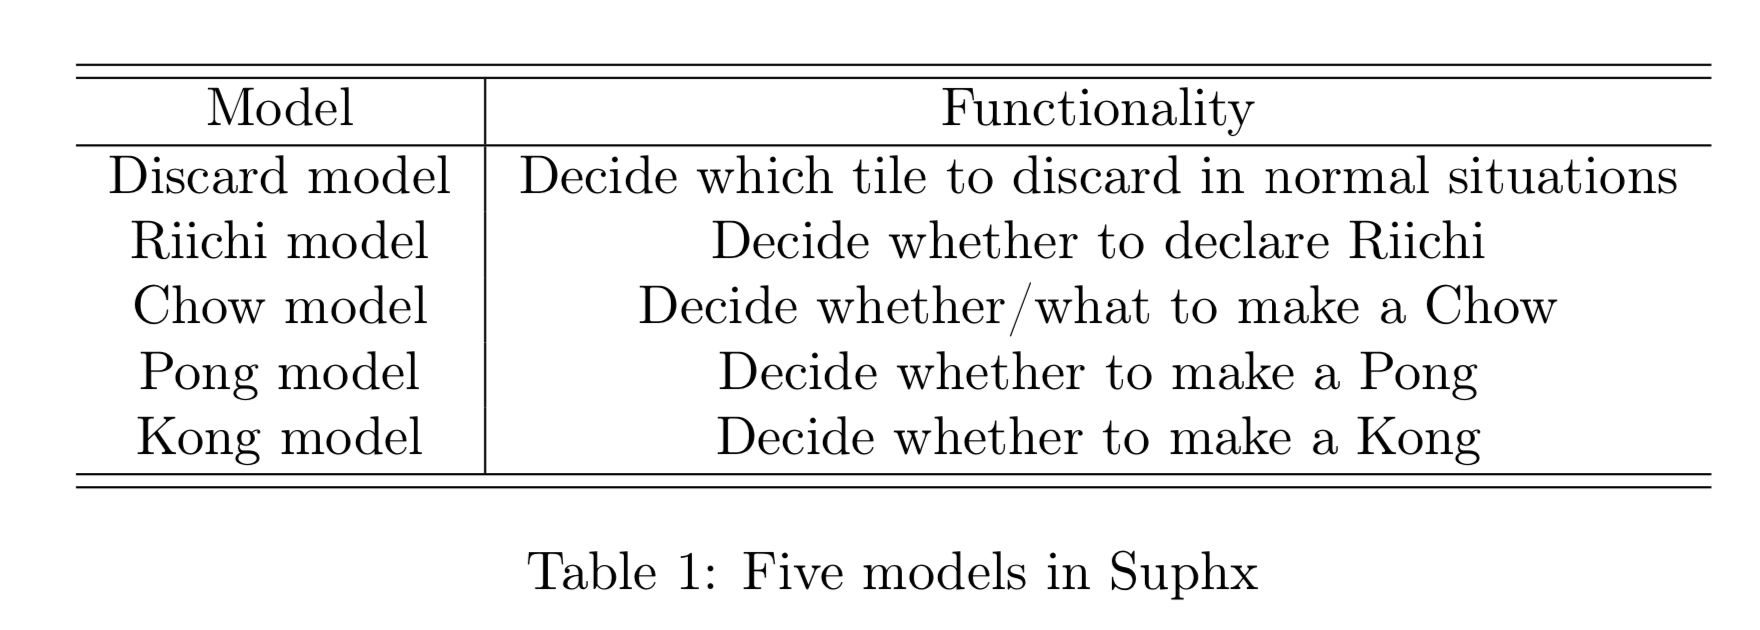 Model Functionality
Discard model Decide which tile to discard in normal situations
Riichi model Decide whether to declare Riichi
Chow model Decide whether/what to make a Chow
Pong model Decide whether to make a Pong
Kong model Decide whether to make a Kong
Table 1: Five models in Suphx